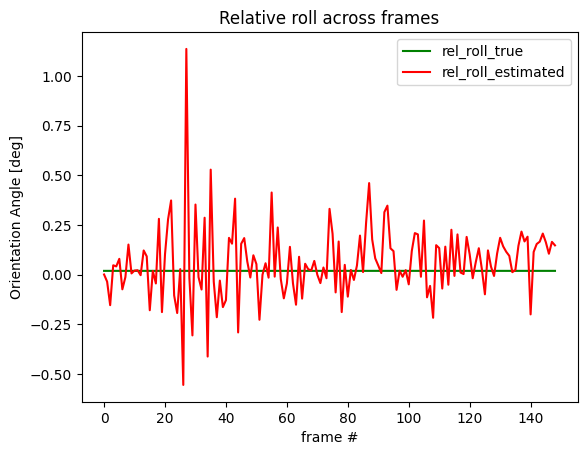 Relative roll across frames
rel_roll_true
rel_roll_estimated
Orientation Angle [deg]
1.00
0.75
0.50
0.25
0.00
−0.25
−0.50
0 20 40 60 80 100 120 140
frame #